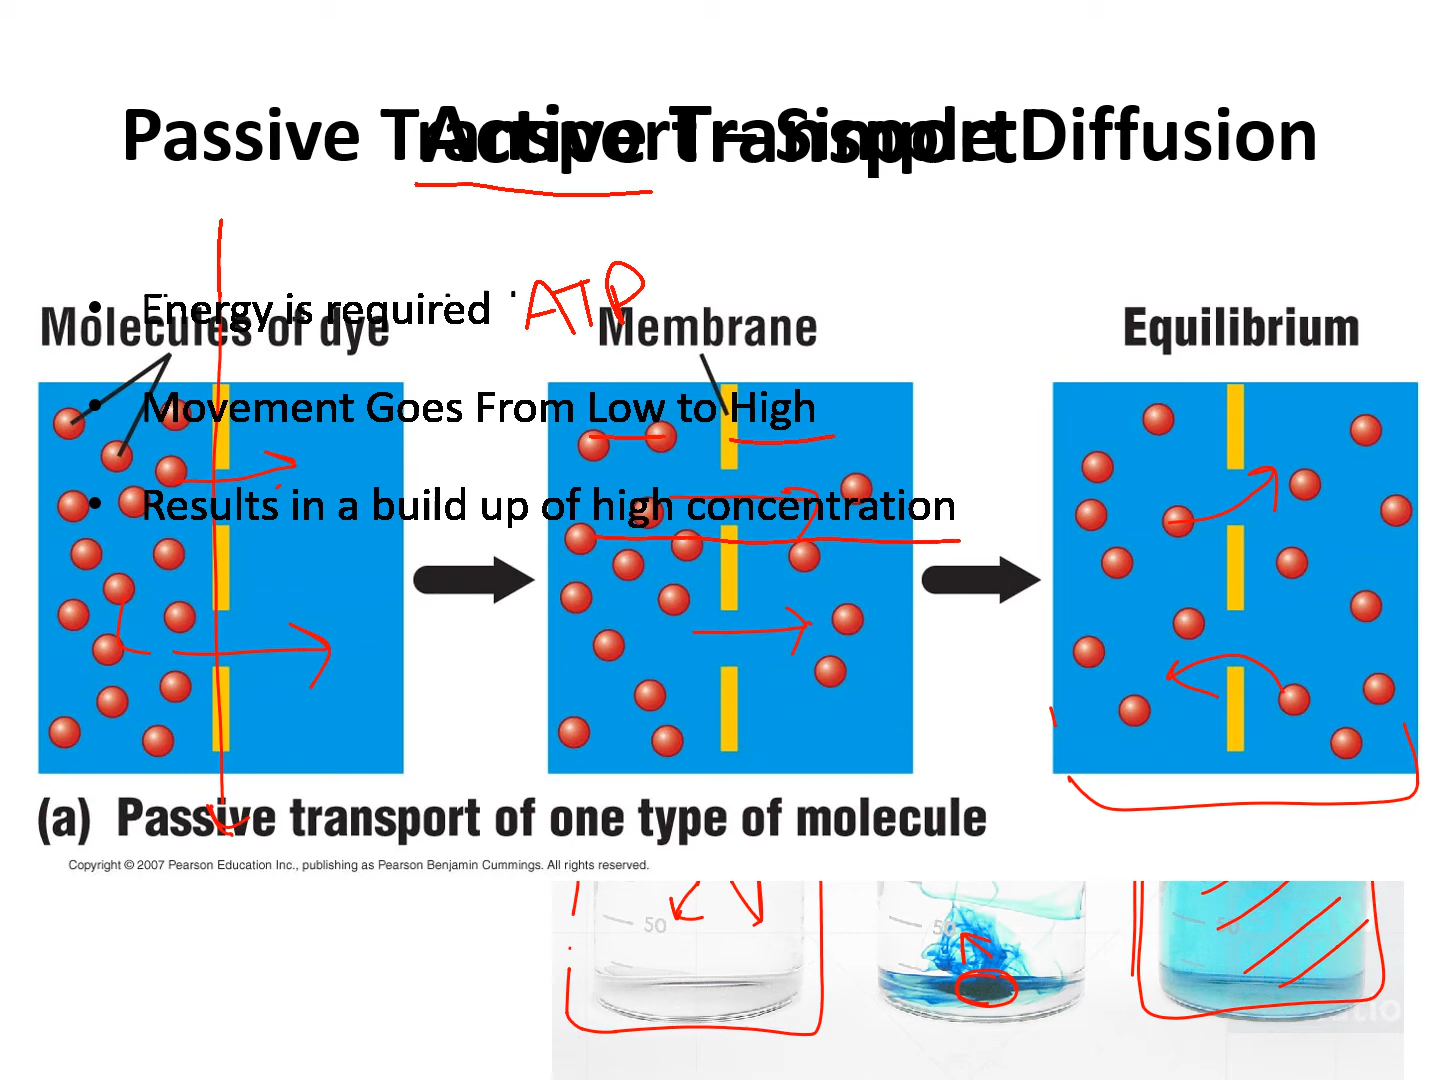 Passive Transport – Simple Diffusion
Active Transport
• Energy is required ATP
Molecules of dye
Membrane
Equilibrium
• Movement Goes From Low to High
• Results in a build up of high concentration
(a) Passive transport of one type of molecule
Copyright © 2007 Pearson Education Inc., publishing as Pearson Benjamin Cummings. All rights reserved.
50
50